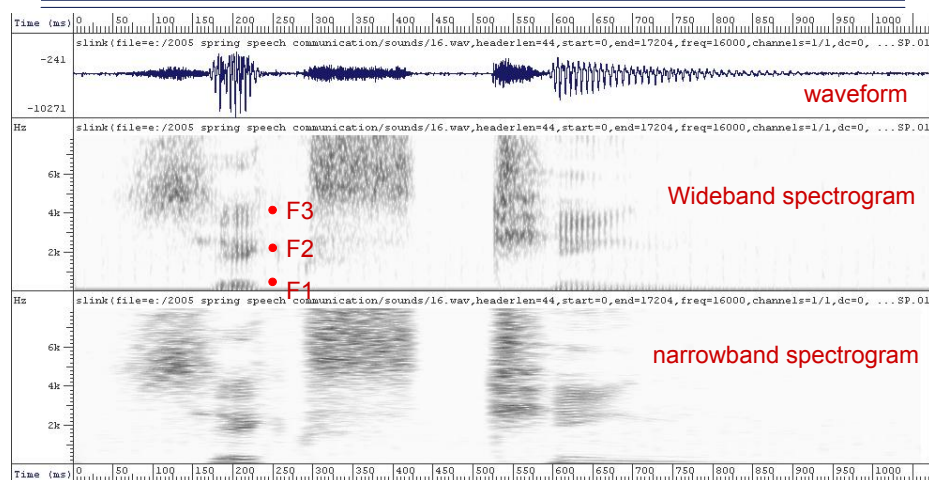 Time (ms) 0 50 100 150 200 250 300 350 400 450 500 550 600 650 700 750 800 850 900 950 1000
slink(file=e:/2005 spring speech communication/sounds/16.wav,headerlen=44,start=0,end=17204,freq=16000,channels=1/1,dc=0, ...SP.01
-241
waveform
-10271
Hz slink(file=e:/2005 spring speech communication/sounds/16.wav,headerlen=44,start=0,end=17204,freq=16000,channels=1/1,dc=0, ...SP.01
6k
Wideband spectrogram
4k
F3
2k
F2
F1
Hz slink(file=e:/2005 spring speech communication/sounds/16.wav,headerlen=44,start=0,end=17204,freq=16000,channels=1/1,dc=0, ...SP.01
6k
narrowband spectrogram
4k
2k
Time (ms) 0 50 100 150 200 250 300 350 400 450 500 550 600 650 700 750 800 850 900 950 1000